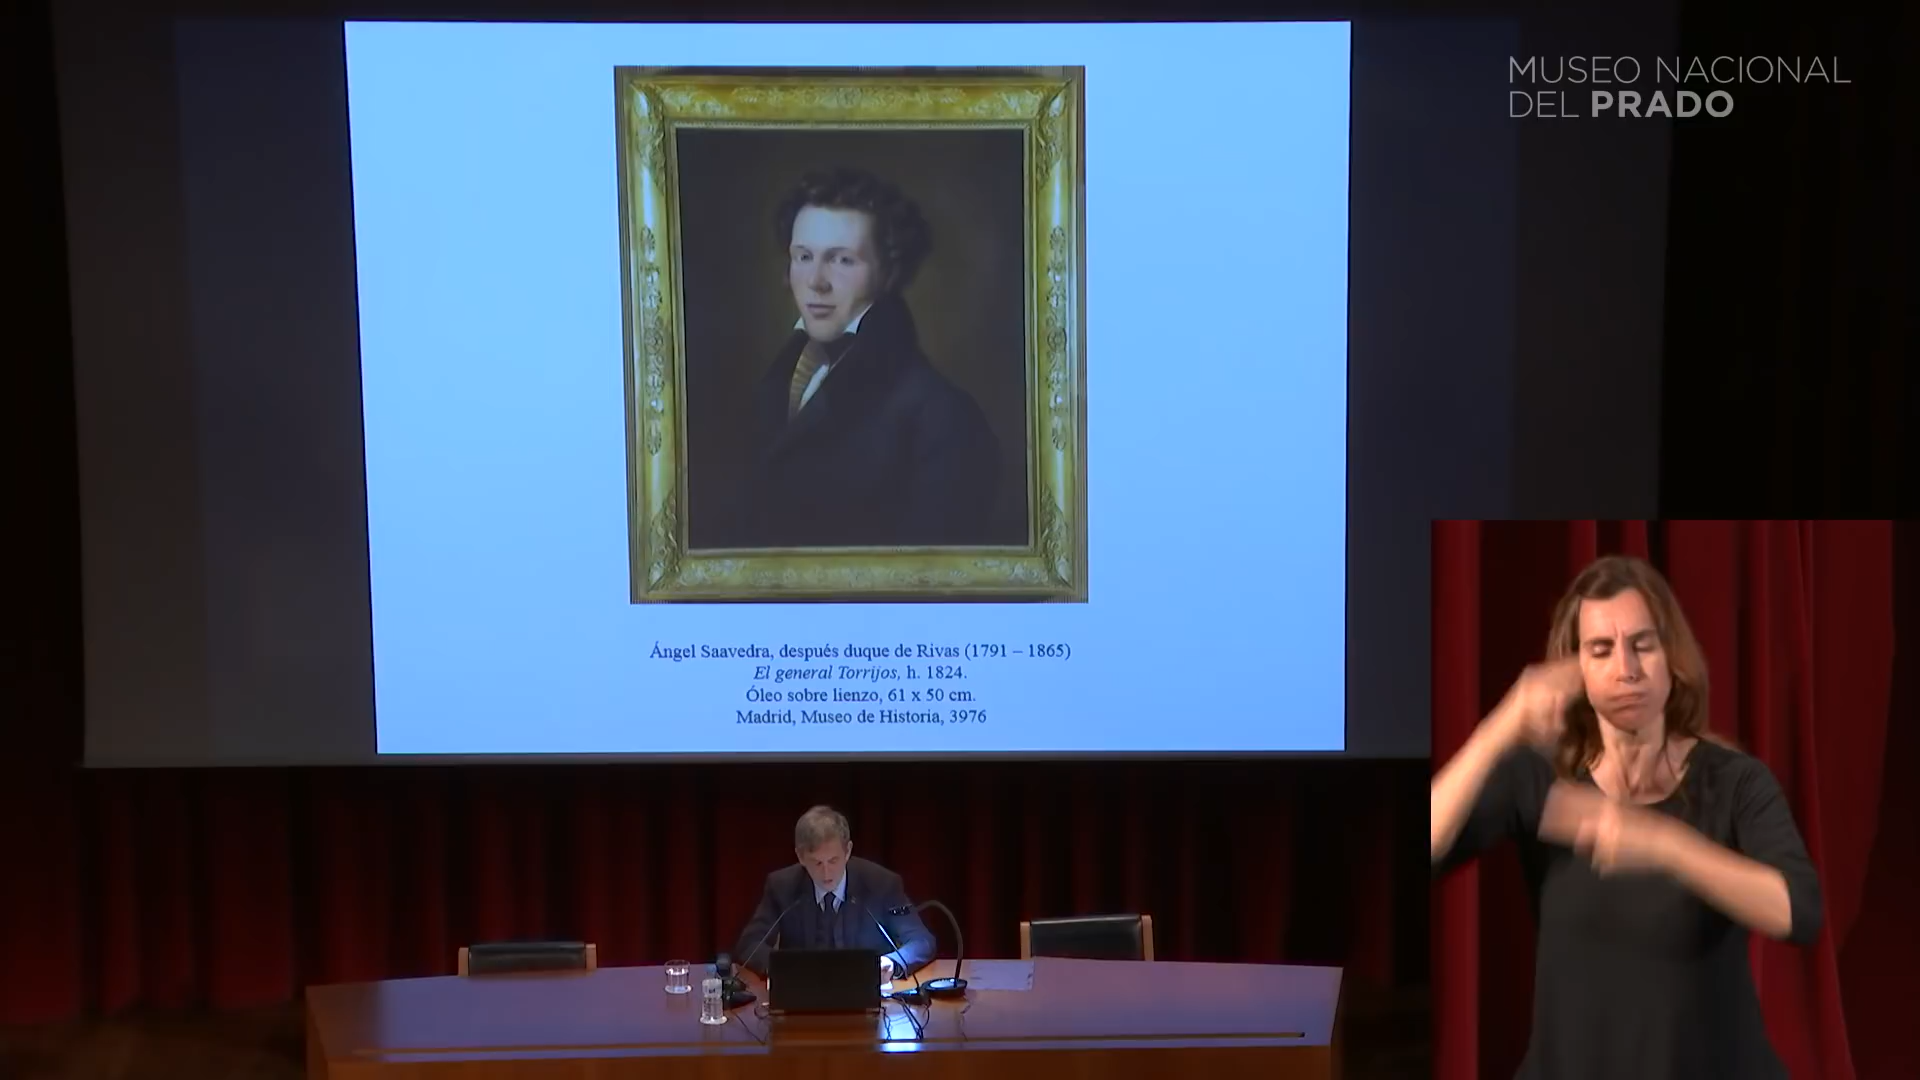 MUSEO NACIONAL
DEL PRADO
Ángel Saavedra, después duque de Rivas (1791 – 1865)
El general Torrijos, h. 1824.
Óleo sobre lienzo, 61 x 50 cm.
Madrid, Museo de Historia, 3976